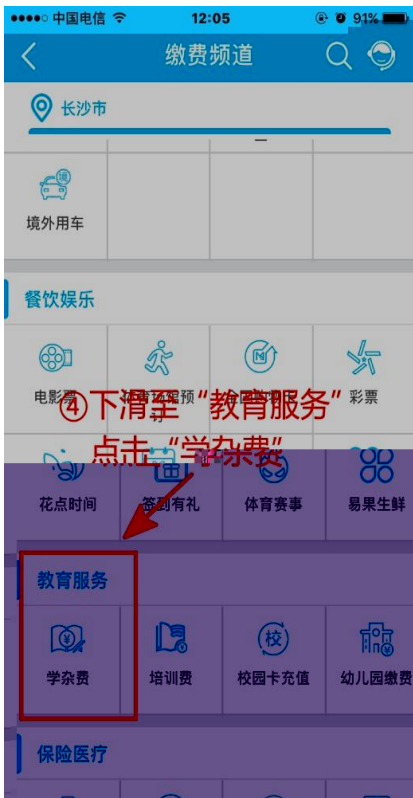 中国电信 12:05 91%
缴费频道
长沙市
境外用车
餐饮娱乐
电影票 彩票
④下滑至“教育服务”
点击“学杂费”
花点时间 签到有礼 体育赛事 易果生鲜
教育服务
学杂费 培训费 校园卡充值 幼儿园缴费
保险医疗